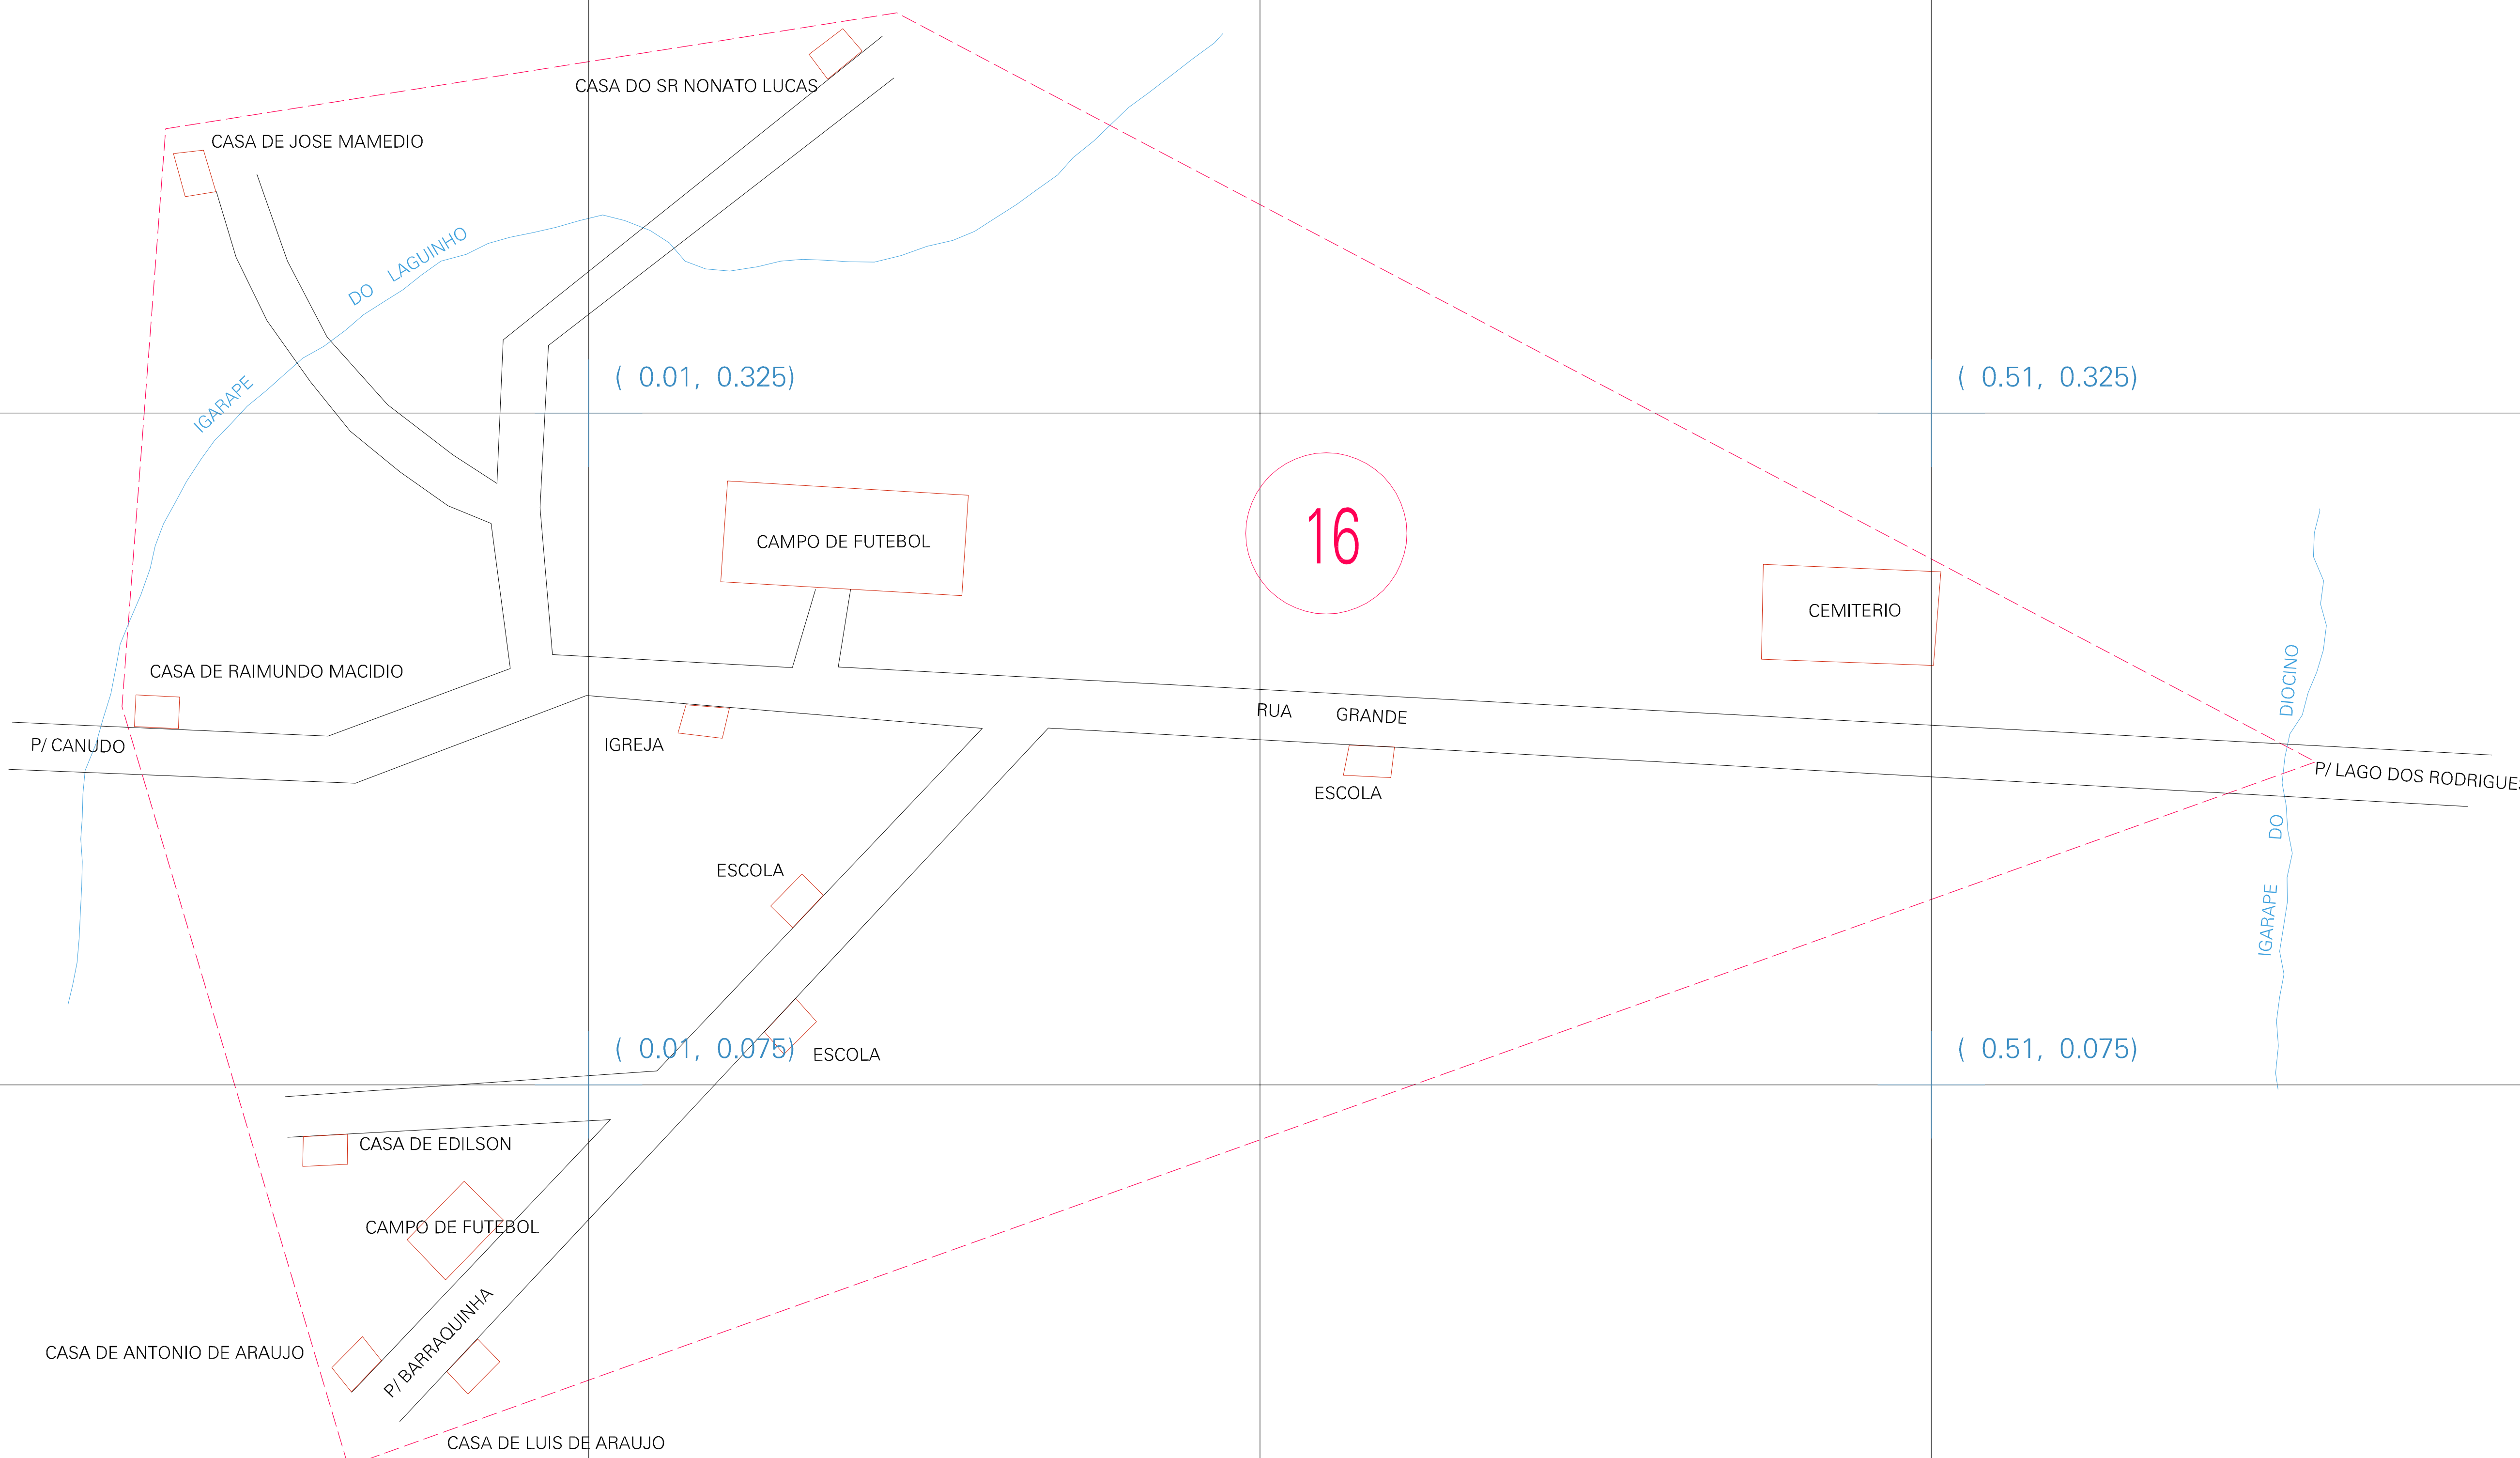 CASA DO SR NONATO LUCAS
CASA DE JOSE MAMEDIO
IGARAPE DO LAGUINHO
( 0.01, 0.325)
( 0.51, 0.325)
16
CAMPO DE FUTEBOL
CEMITERIO
CASA DE RAIMUNDO MACIDIO
P/ CANUDO
IGREJA
RUA GRANDE
ESCOLA
P/ LAGO DOS RODRIGUES
IGARAPE DO DIOCINO
ESCOLA
( 0.01, 0.075)
( 0.51, 0.075)
ESCOLA
CASA DE EDILSON
CAMPO DE FUTEBOL
P/ BARRAQUINHA
CASA DE ANTONIO DE ARAUJO
CASA DE LUIS DE ARAUJO